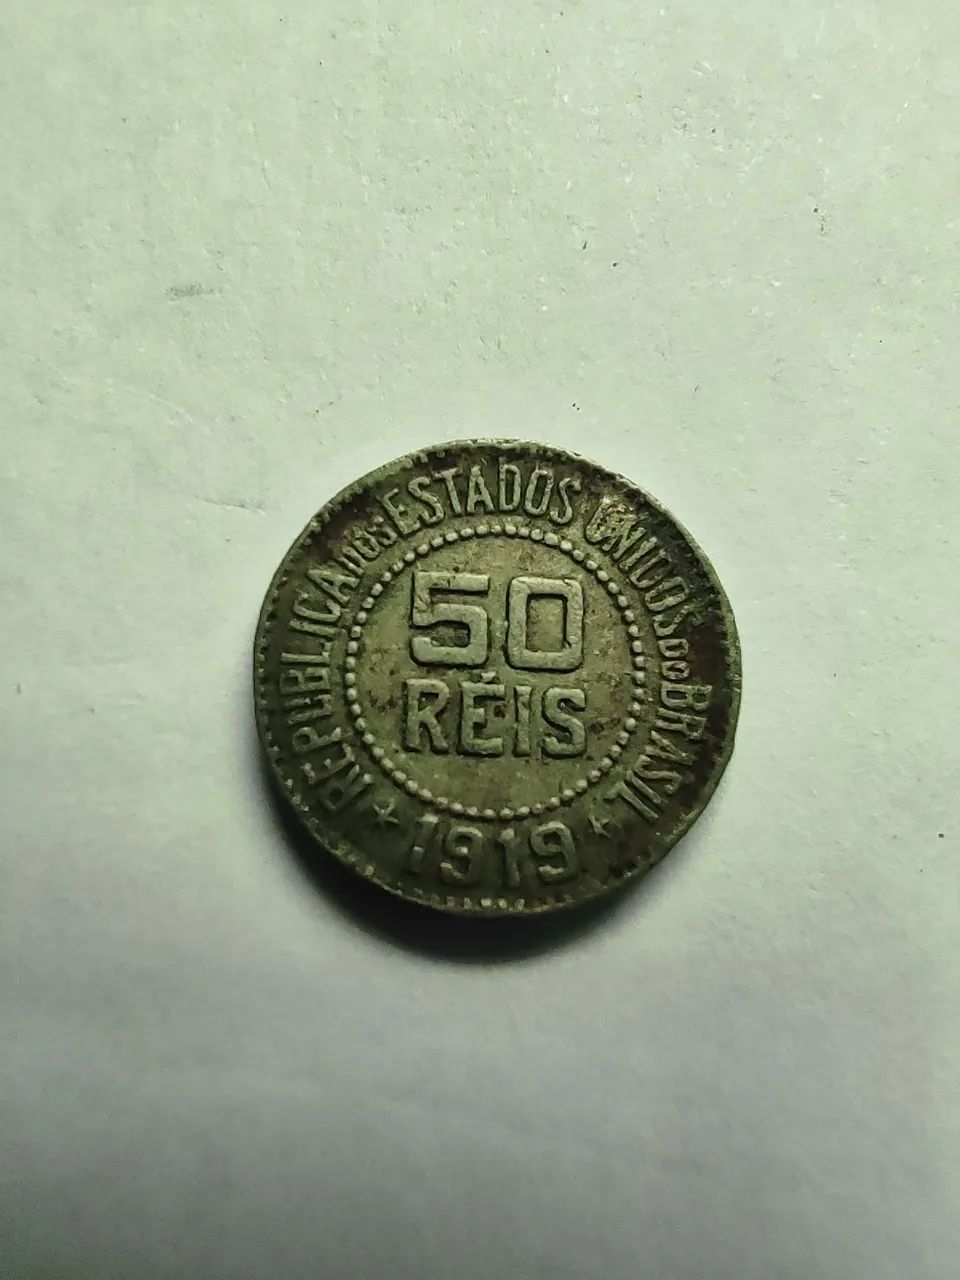 REPUBLICA DOS ESTADOS UNIDOS DO BRASIL
50
RÉIS
★ 1919 ★